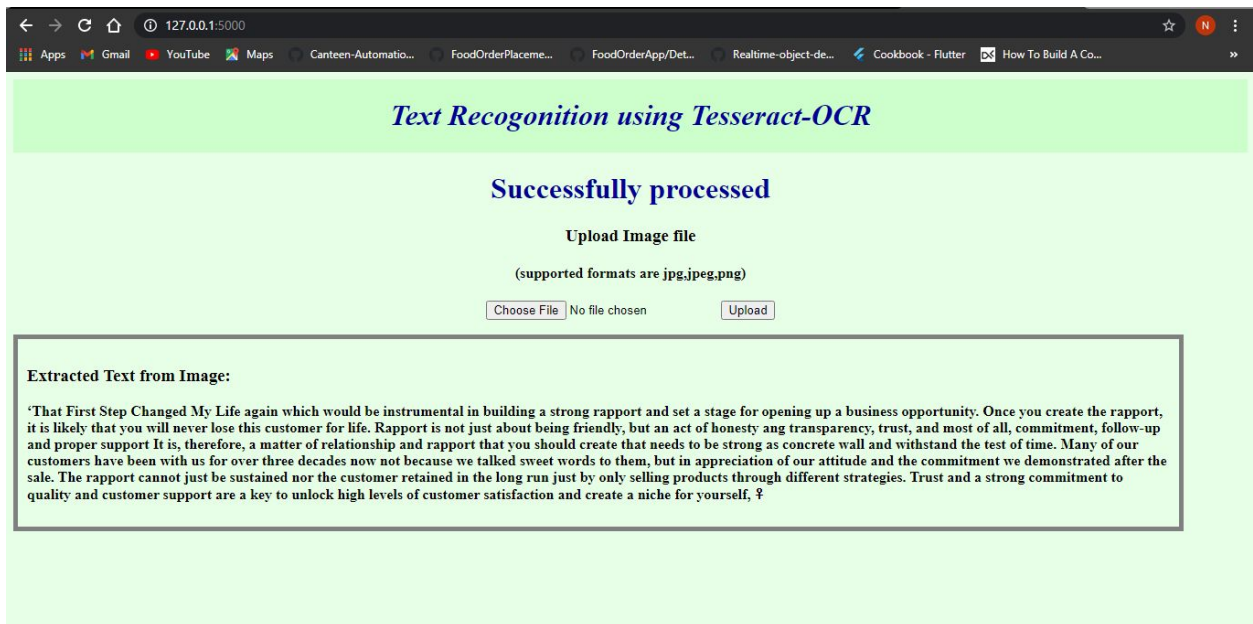 127.0.0.1:5000
N
Apps Gmail YouTube Maps Canteen-Automatio... FoodOrderPlaceme... FoodOrderApp/Det... Realtime-object-de... Cookbook - Flutter DS How To Build A Co... »
Text Recogonition using Tesseract-OCR
Successfully processed
Upload Image file
(supported formats are jpg,jpeg,png)
Choose File No file chosen Upload
Extracted Text from Image:
‘That First Step Changed My Life again which would be instrumental in building a strong rapport and set a stage for opening up a business opportunity. Once you create the rapport,
it is likely that you will never lose this customer for life. Rapport is not just about being friendly, but an act of honesty ang transparency, trust, and most of all, commitment, follow-up
and proper support It is, therefore, a matter of relationship and rapport that you should create that needs to be strong as concrete wall and withstand the test of time. Many of our
customers have been with us for over three decades now not because we talked sweet words to them, but in appreciation of our attitude and the commitment we demonstrated after the
sale. The rapport cannot just be sustained nor the customer retained in the long run just by only selling products through different strategies. Trust and a strong commitment to
quality and customer support are a key to unlock high levels of customer satisfaction and create a niche for yourself, ♀